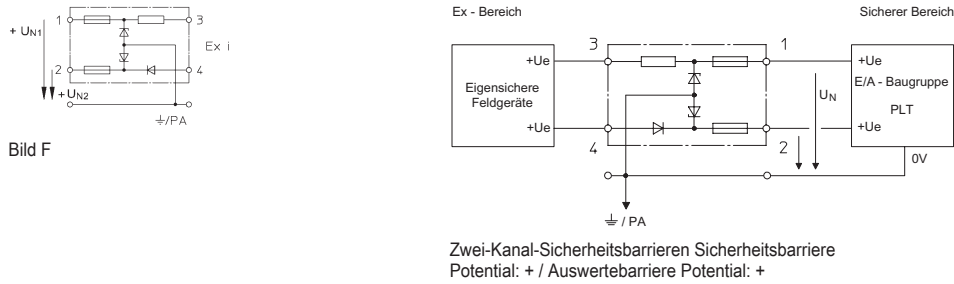 1
3
+ UN1
Ex i
2
4
+ UN2
⏚/PA
Bild F
Ex - Bereich
Sicherer Bereich
3
1
+Ue
+Ue
Eigensichere
Feldgeräte
UN
E/A - Baugruppe
PLT
+Ue
+Ue
4
2
0V
⏚ / PA
Zwei-Kanal-Sicherheitsbarrieren Sicherheitsbarriere
Potential: + / Auswertebarriere Potential: +